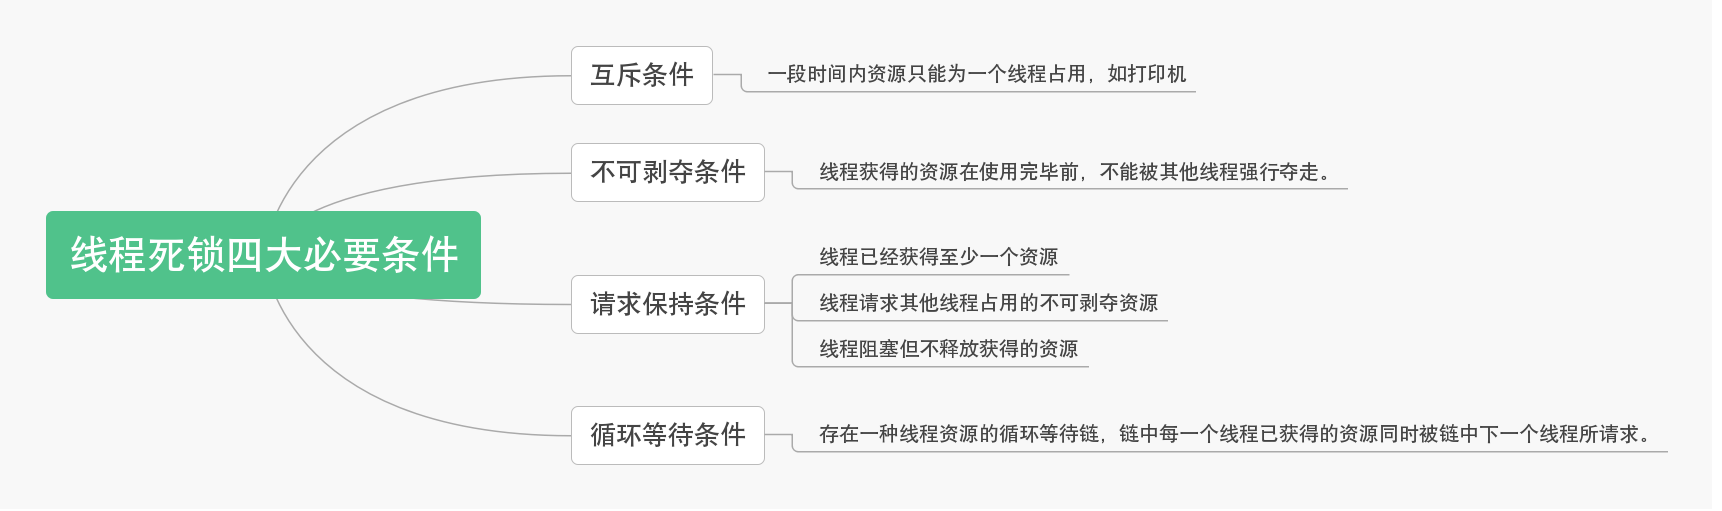 线程死锁四大必要条件
互斥条件
一段时间内资源只能为一个线程占用，如打印机
不可剥夺条件
线程获得的资源在使用完毕前，不能被其他线程强行夺走。
请求保持条件
线程已经获得至少一个资源
线程请求其他线程占用的不可剥夺资源
线程阻塞但不释放获得的资源
循环等待条件
存在一种线程资源的循环等待链，链中每一个线程已获得的资源同时被链中下一个线程所请求。